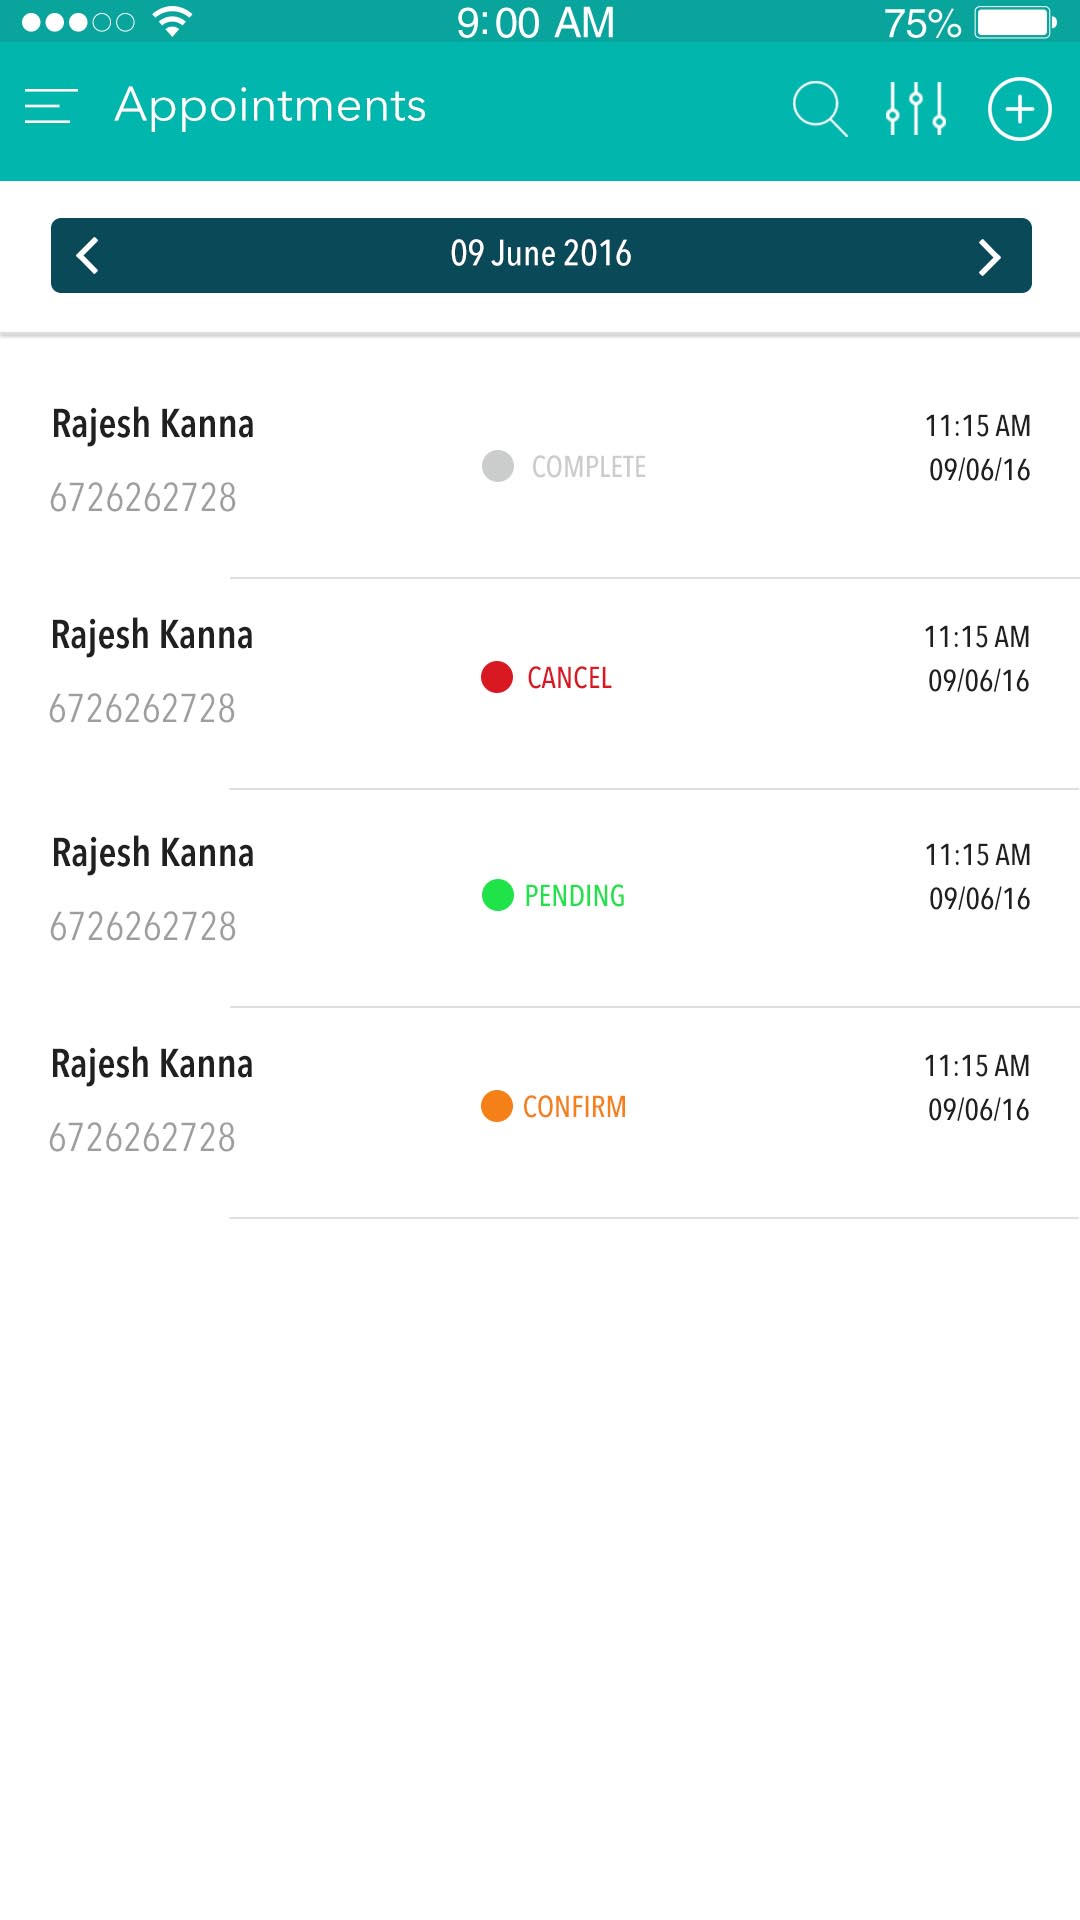 9:00 AM 75%
Appointments
09 June 2016
Rajesh Kanna
6726262728
COMPLETE
11:15 AM
09/06/16
Rajesh Kanna
6726262728
CANCEL
11:15 AM
09/06/16
Rajesh Kanna
6726262728
PENDING
11:15 AM
09/06/16
Rajesh Kanna
6726262728
CONFIRM
11:15 AM
09/06/16